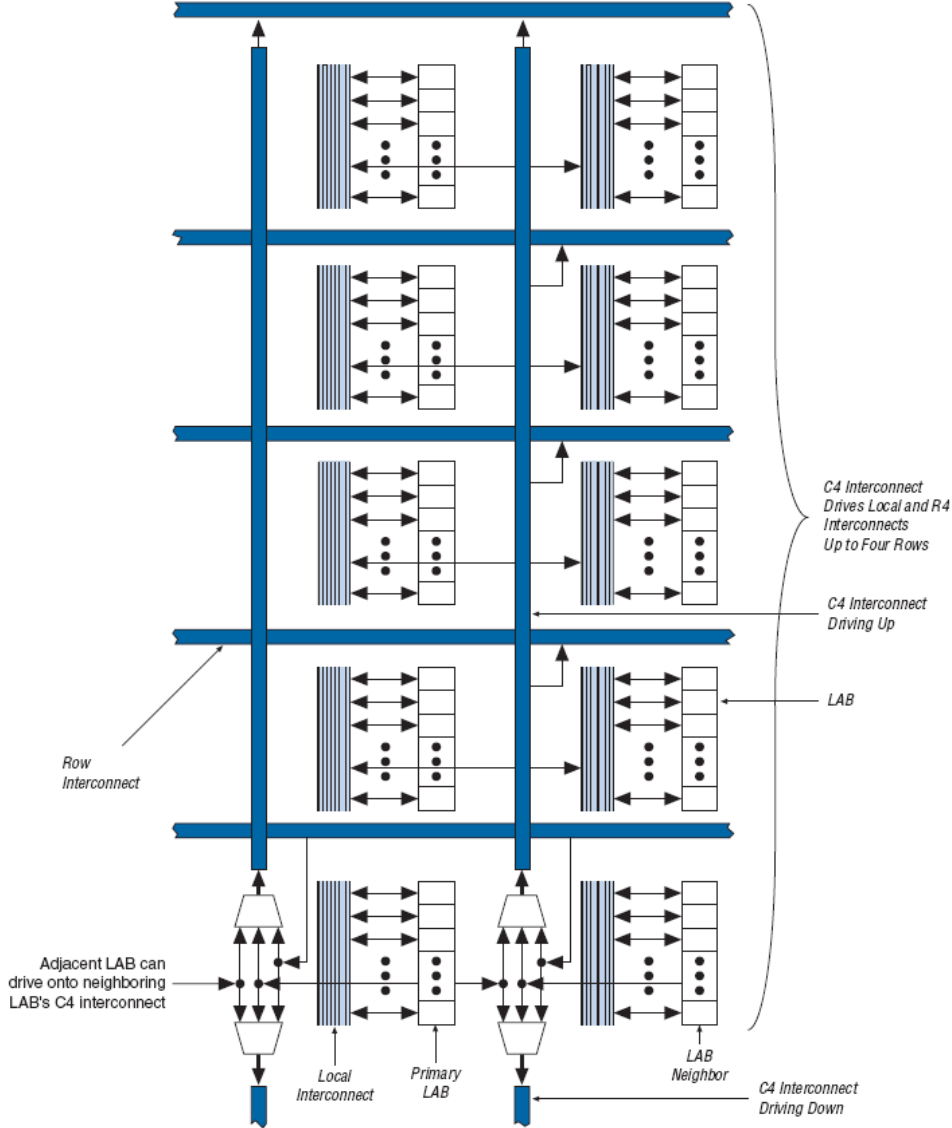 C4 Interconnect
Drives Local and R4
Interconnects
Up to Four Rows
C4 Interconnect
Driving Up
LAB
Row
Interconnect
Adjacent LAB can
drive onto neighboring
LAB's C4 interconnect
Local
Interconnect
Primary
LAB
LAB
Neighbor
C4 Interconnect
Driving Down